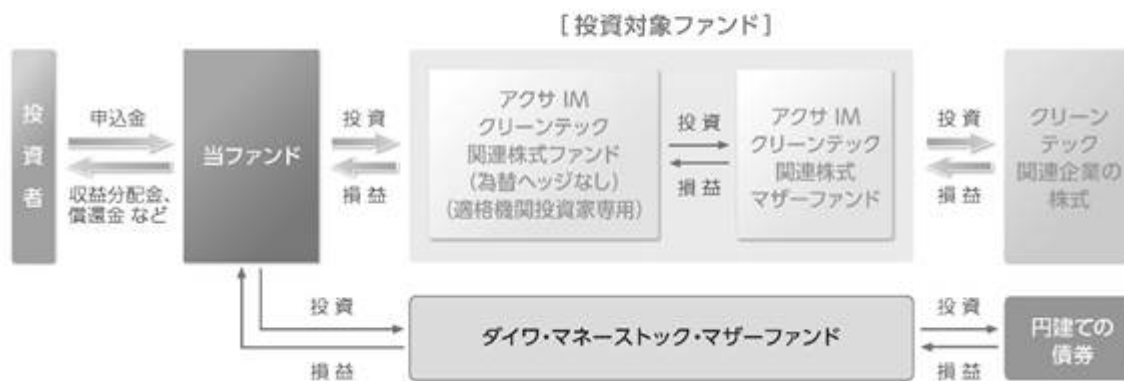 [投資対象ファンド]
投資者
申込金
収益分配金、
償還金 など
当ファンド
投資
損益
アクサ IM
クリーンテック
関連株式ファンド
(為替ヘッジなし)
(適格機関投資家専用)
投資
損益
アクサ IM
クリーンテック
関連株式
マザーファンド
投資
損益
クリーン
テック
関連企業の
株式
投資
損益
ダイワ・マネーストック・マザーファンド
投資
損益
円建ての
債券